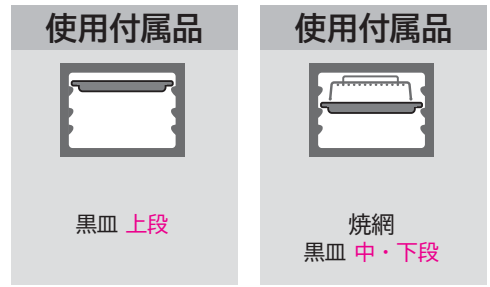 使用付属品
黒皿 上段
使用付属品
焼網
黒皿 中・下段